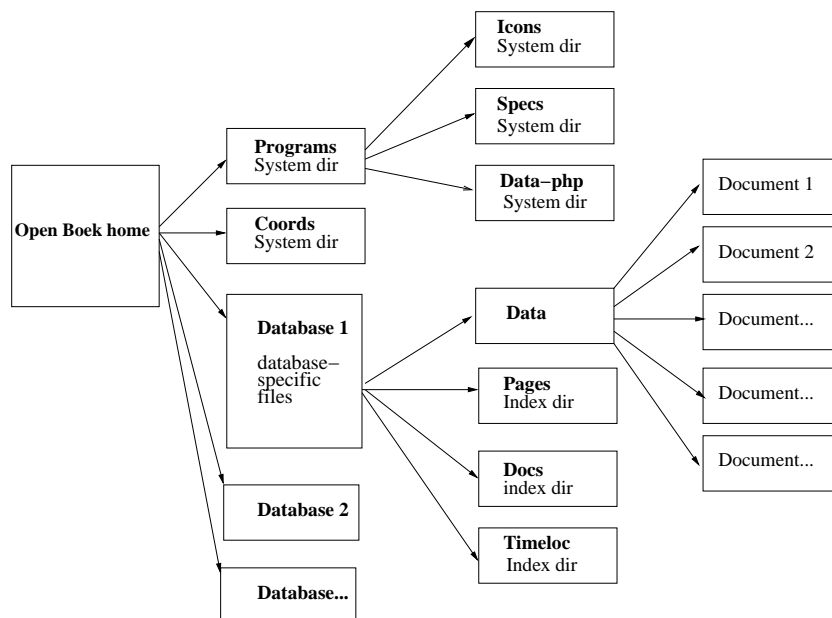 Open Boek home
Programs
System dir
Coords
System dir
Database 1
database−
specific
files
Database 2
Database...
Icons
System dir
Specs
System dir
Data−php
System dir
Data
Pages
Index dir
Docs
index dir
Timeloc
Index dir
Document 1
Document 2
Document...
Document...
Document...